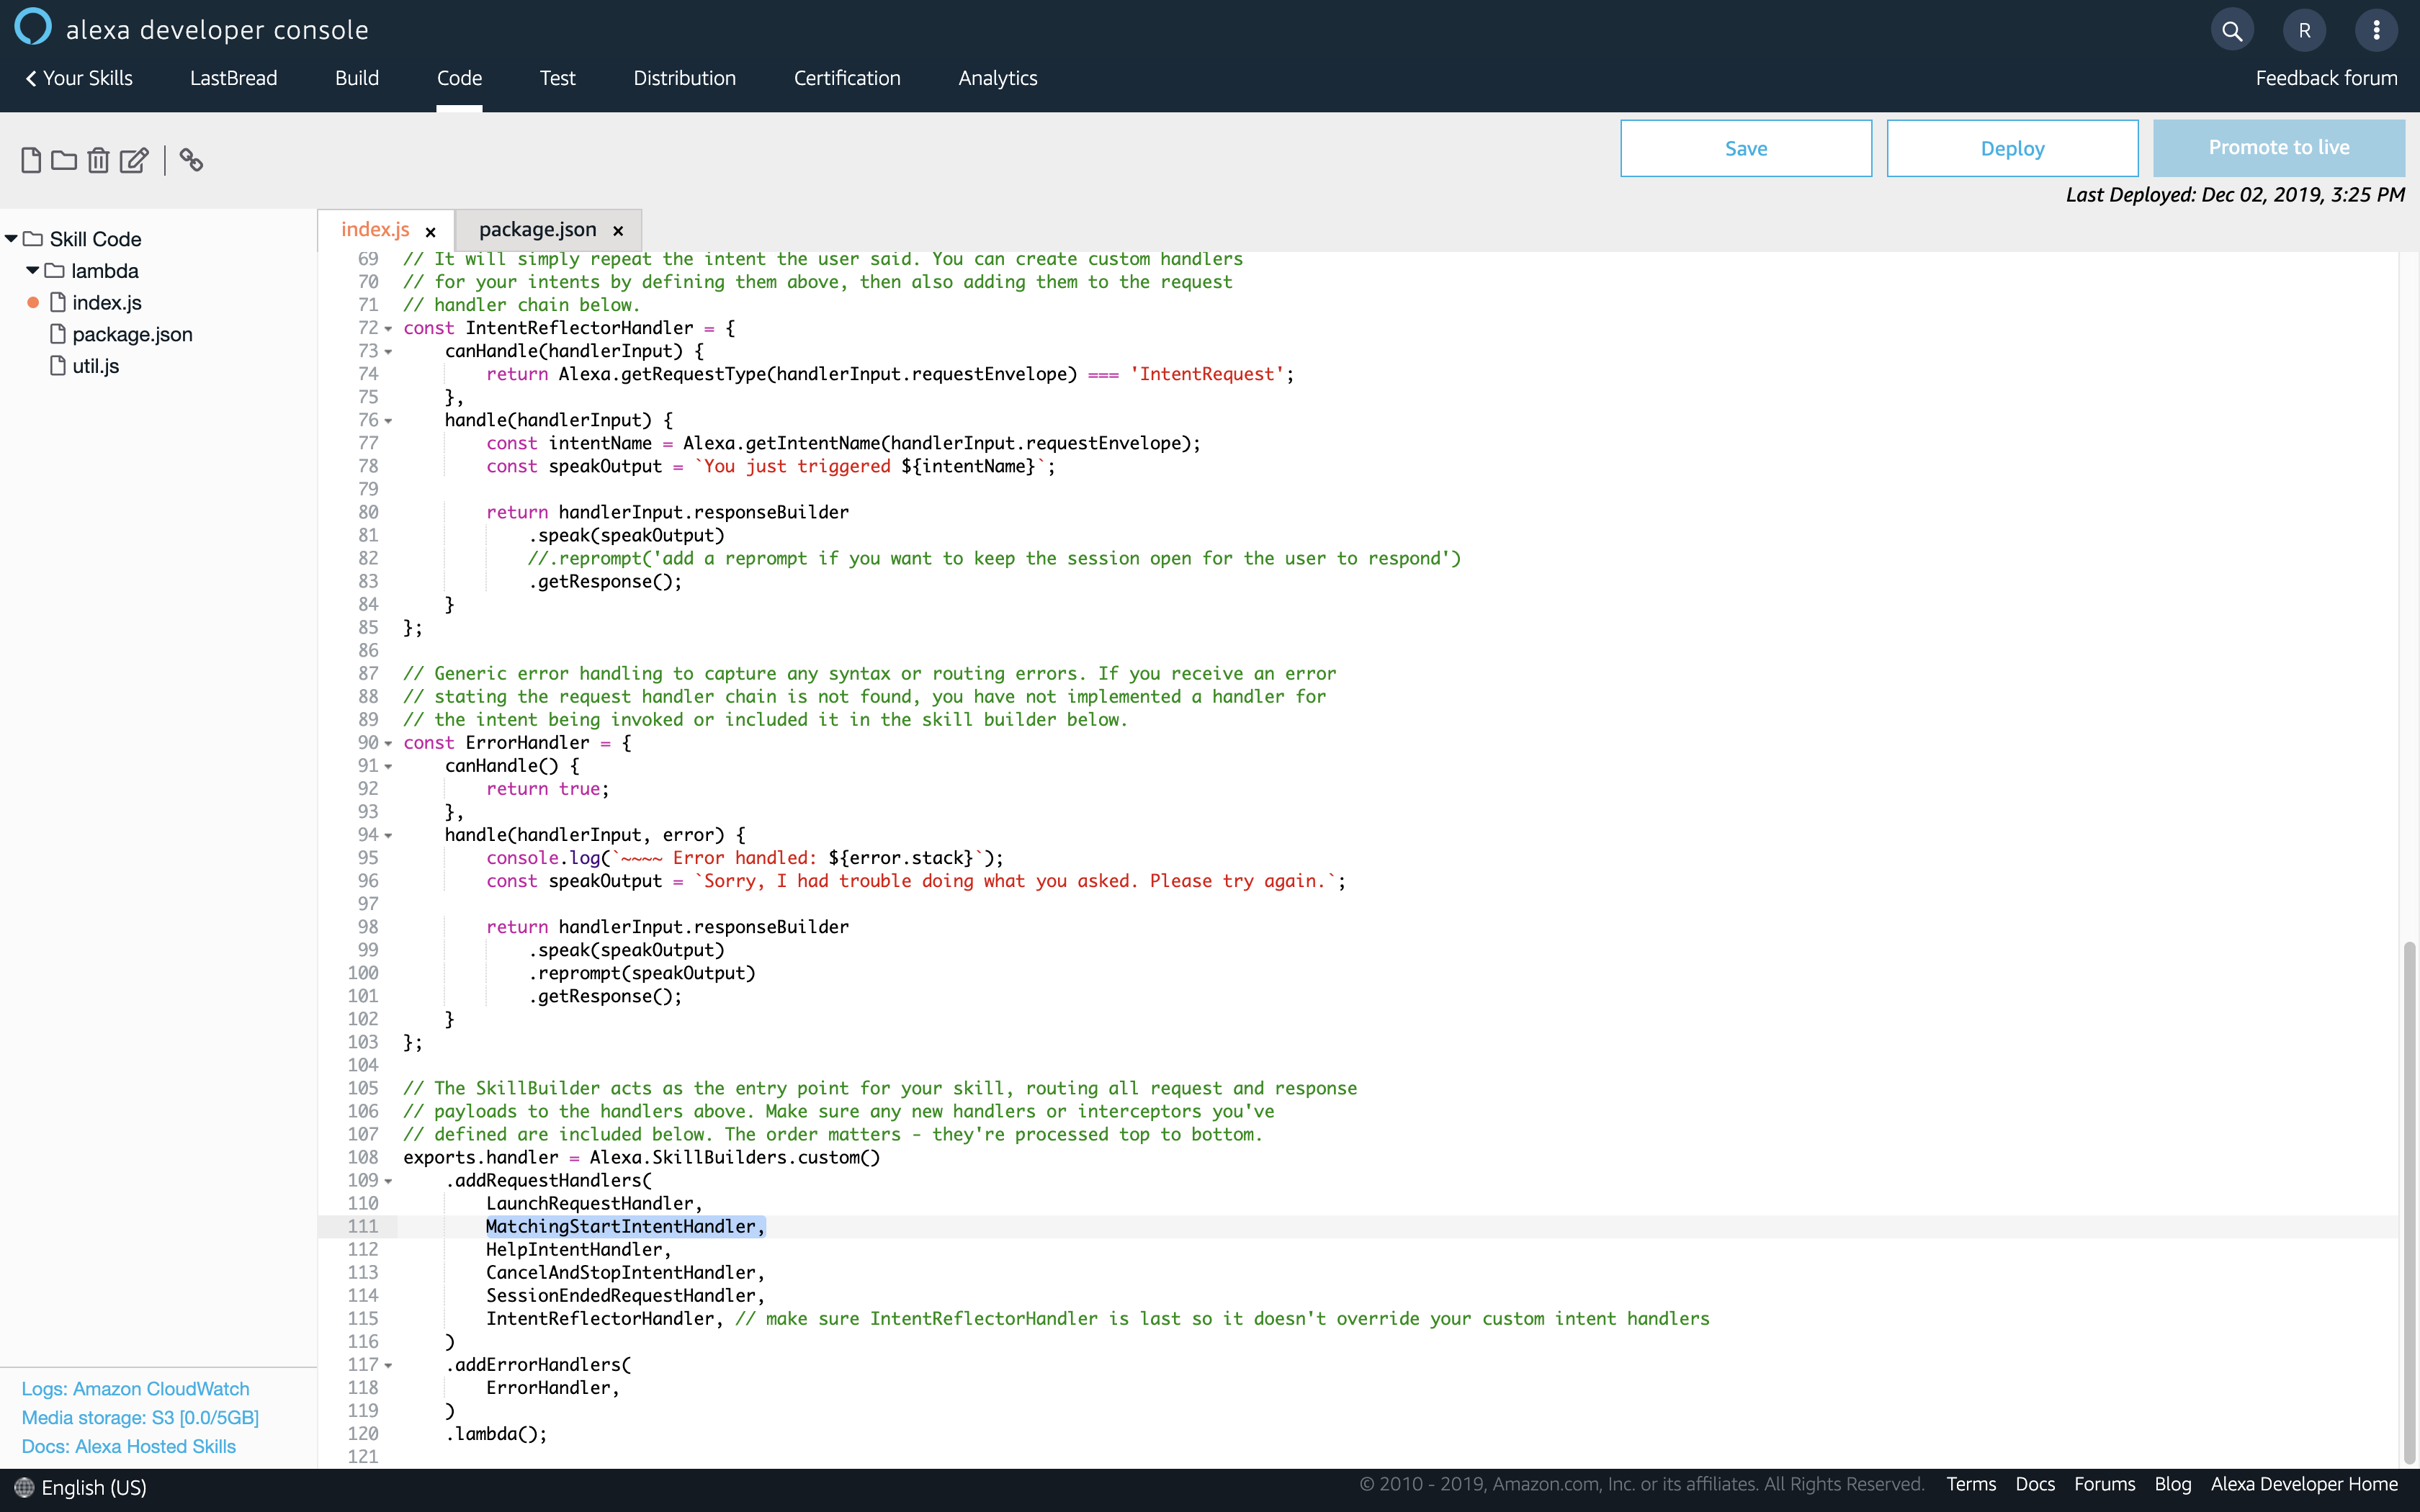 alexa developer console
R
Your Skills LastBread Build Code Test Distribution Certification Analytics Feedback forum
Save Deploy Promote to live
Last Deployed: Dec 02, 2019, 3:25 PM
Skill Code
lambda
index.js
package.json
util.js
Logs: Amazon CloudWatch
Media storage: S3 [0.0/5GB]
Docs: Alexa Hosted Skills
index.js × package.json ×
69 // It will simply repeat the intent the user said. You can create custom handlers
70 // for your intents by defining them above, then also adding them to the request
71 // handler chain below.
72 const IntentReflectorHandler = {
73     canHandle(handlerInput) {
74         return Alexa.getRequestType(handlerInput.requestEnvelope) === 'IntentRequest';
75     },
76     handle(handlerInput) {
77         const intentName = Alexa.getIntentName(handlerInput.requestEnvelope);
78         const speakOutput = `You just triggered ${intentName}`;
79
80         return handlerInput.responseBuilder
81             .speak(speakOutput)
82             //.reprompt('add a reprompt if you want to keep the session open for the user to respond')
83             .getResponse();
84     }
85 };
86
87 // Generic error handling to capture any syntax or routing errors. If you receive an error
88 // stating the request handler chain is not found, you have not implemented a handler for
89 // the intent being invoked or included it in the skill builder below.
90 const ErrorHandler = {
91     canHandle() {
92         return true;
93     },
94     handle(handlerInput, error) {
95         console.log(`~~~~ Error handled: ${error.stack}`);
96         const speakOutput = `Sorry, I had trouble doing what you asked. Please try again.`;
97
98         return handlerInput.responseBuilder
99             .speak(speakOutput)
100             .reprompt(speakOutput)
101             .getResponse();
102     }
103 };
104
105 // The SkillBuilder acts as the entry point for your skill, routing all request and response
106 // payloads to the handlers above. Make sure any new handlers or interceptors you've
107 // defined are included below. The order matters - they're processed top to bottom.
108 exports.handler = Alexa.SkillBuilders.custom()
109     .addRequestHandlers(
110         LaunchRequestHandler,
111         MatchingStartIntentHandler,
112         HelpIntentHandler,
113         CancelAndStopIntentHandler,
114         SessionEndedRequestHandler,
115         IntentReflectorHandler, // make sure IntentReflectorHandler is last so it doesn't override your custom intent handlers
116     )
117     .addErrorHandlers(
118         ErrorHandler,
119     )
120     .lambda();
121
English (US)
© 2010 - 2019, Amazon.com, Inc. or its affiliates. All Rights Reserved. Terms Docs Forums Blog Alexa Developer Home